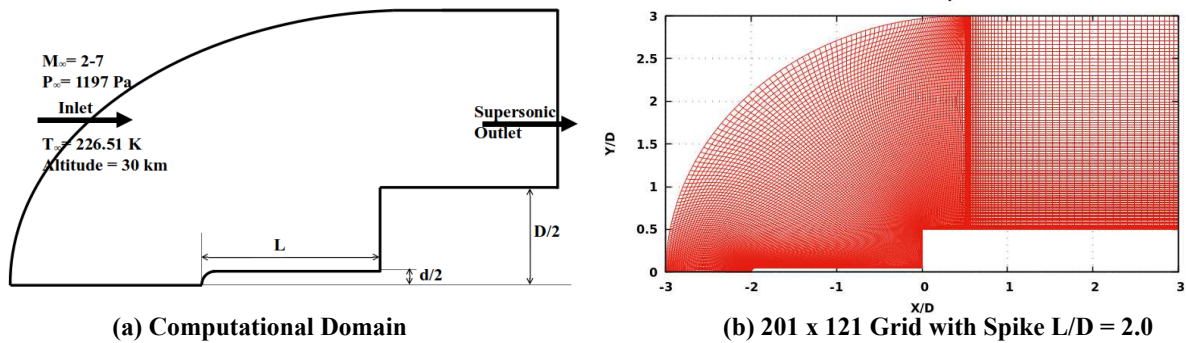 M∞= 2-7
P∞= 1197 Pa
Inlet
T∞= 226.51 K
Altitude = 30 km
Supersonic
Outlet
L
D/2
d/2
(a) Computational Domain
3
2.5
2
1.5
1
0.5
0
Y/D
-3
-2
-1
0
1
2
3
X/D
(b) 201 x 121 Grid with Spike L/D = 2.0